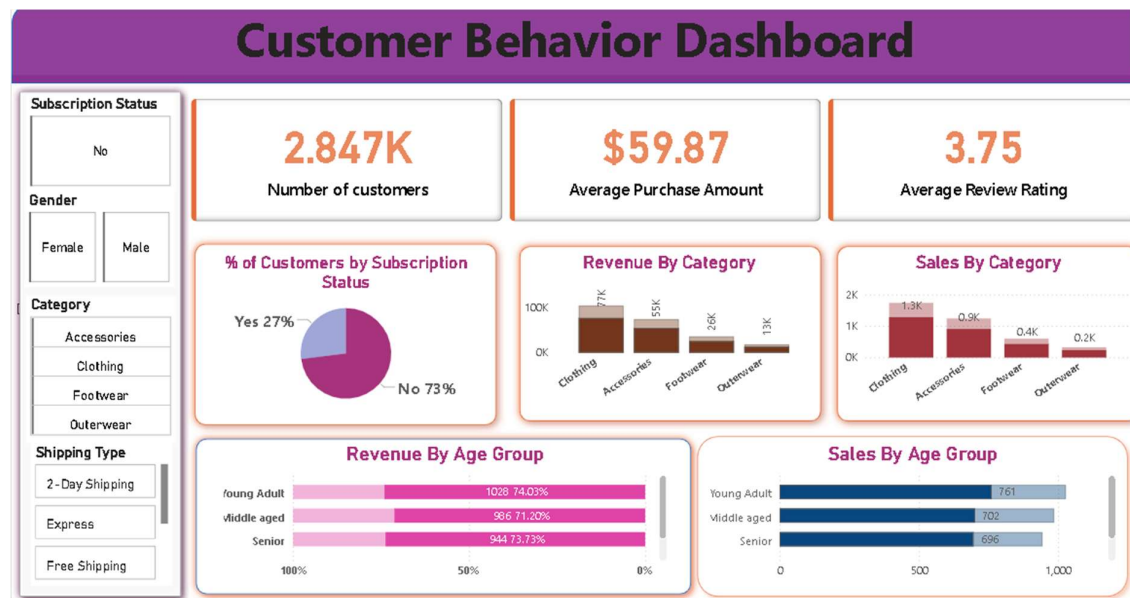 Customer Behavior Dashboard
Subscription Status
No
Gender
Female
Male
Category
Accessories
Clothing
Footwear
Outerwear
Shipping Type
2-Day Shipping
Express
Free Shipping
2.847K
Number of customers
$59.87
Average Purchase Amount
3.75
Average Review Rating
% of Customers by Subscription
Status
Yes 27%
No 73%
Revenue By Category
100K
0K
77K
55K
26K
13K
Clothing
Accessories
Footwear
Outerwear
Sales By Category
2K
1K
0K
1.3K
0.9K
0.4K
0.2K
Clothing
Accessories
Footwear
Outerwear
Revenue By Age Group
Young Adult
1028 74.03%
Middle aged
986 71.20%
Senior
944 73.73%
100%
50%
0%
Sales By Age Group
Young Adult
761
Middle aged
702
Senior
696
0
500
1,000